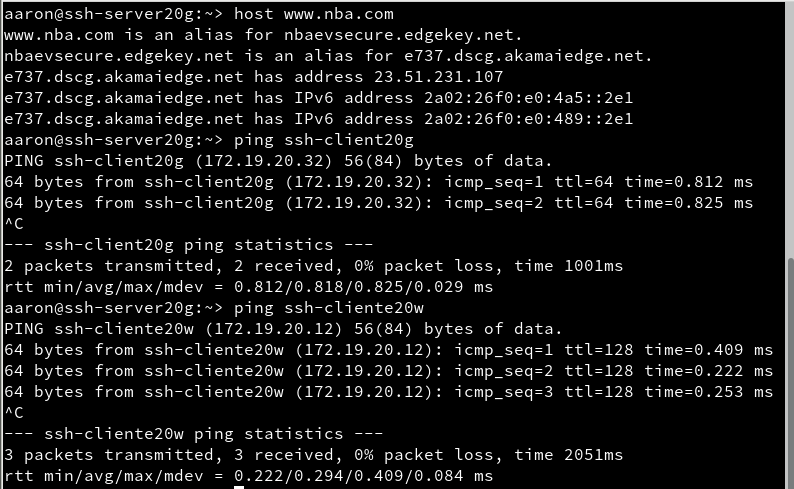 aaron@ssh-server20g:~> host www.nba.com
www.nba.com is an alias for nbaevsecure.edgekey.net.
nbaevsecure.edgekey.net is an alias for e737.dscg.akamaiedge.net.
e737.dscg.akamaiedge.net has address 23.51.231.107
e737.dscg.akamaiedge.net has IPv6 address 2a02:26f0:e0:4a5::2e1
e737.dscg.akamaiedge.net has IPv6 address 2a02:26f0:e0:489::2e1
aaron@ssh-server20g:~> ping ssh-client20g
PING ssh-client20g (172.19.20.32) 56(84) bytes of data.
64 bytes from ssh-client20g (172.19.20.32): icmp_seq=1 ttl=64 time=0.812 ms
64 bytes from ssh-client20g (172.19.20.32): icmp_seq=2 ttl=64 time=0.825 ms
^C
--- ssh-client20g ping statistics ---
2 packets transmitted, 2 received, 0% packet loss, time 1001ms
rtt min/avg/max/mdev = 0.812/0.818/0.825/0.029 ms
aaron@ssh-server20g:~> ping ssh-cliente20w
PING ssh-cliente20w (172.19.20.12) 56(84) bytes of data.
64 bytes from ssh-cliente20w (172.19.20.12): icmp_seq=1 ttl=128 time=0.409 ms
64 bytes from ssh-cliente20w (172.19.20.12): icmp_seq=2 ttl=128 time=0.222 ms
64 bytes from ssh-cliente20w (172.19.20.12): icmp_seq=3 ttl=128 time=0.253 ms
^C
--- ssh-cliente20w ping statistics ---
3 packets transmitted, 3 received, 0% packet loss, time 2051ms
rtt min/avg/max/mdev = 0.222/0.294/0.409/0.084 ms